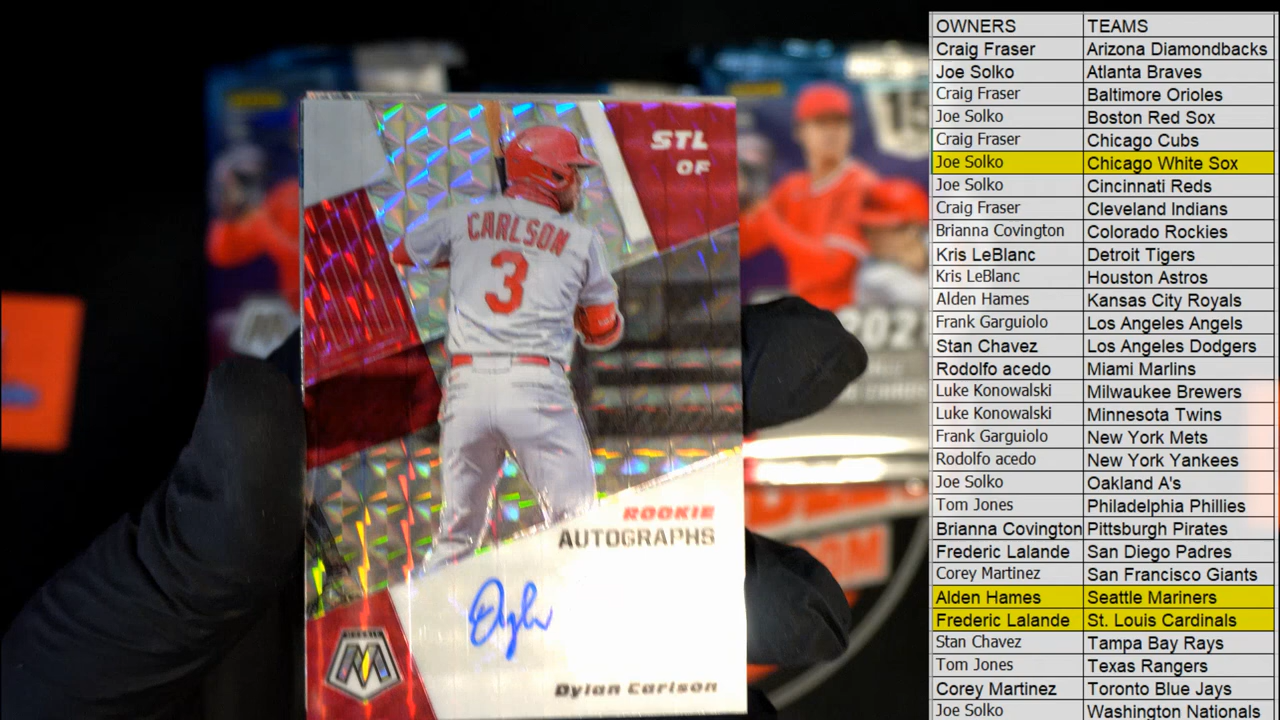 STL
OF
CARLSON
3
ROOKIE
AUTOGRAPHS
Dylan Carlson
OWNERS TEAMS
Craig Fraser Arizona Diamondbacks
Joe Solko Atlanta Braves
Craig Fraser Baltimore Orioles
Joe Solko Boston Red Sox
Craig Fraser Chicago Cubs
Joe Solko Chicago White Sox
Joe Solko Cincinnati Reds
Craig Fraser Cleveland Indians
Brianna Covington Colorado Rockies
Kris LeBlanc Detroit Tigers
Kris LeBlanc Houston Astros
Alden Hames Kansas City Royals
Frank Garguiolo Los Angeles Angels
Stan Chavez Los Angeles Dodgers
Rodolfo acedo Miami Marlins
Luke Konowalski Milwaukee Brewers
Luke Konowalski Minnesota Twins
Frank Garguiolo New York Mets
Rodolfo acedo New York Yankees
Joe Solko Oakland A's
Tom Jones Philadelphia Phillies
Brianna Covington Pittsburgh Pirates
Frederic Lalande San Diego Padres
Corey Martinez San Francisco Giants
Alden Hames Seattle Mariners
Frederic Lalande St. Louis Cardinals
Stan Chavez Tampa Bay Rays
Tom Jones Texas Rangers
Corey Martinez Toronto Blue Jays
Joe Solko Washington Nationals